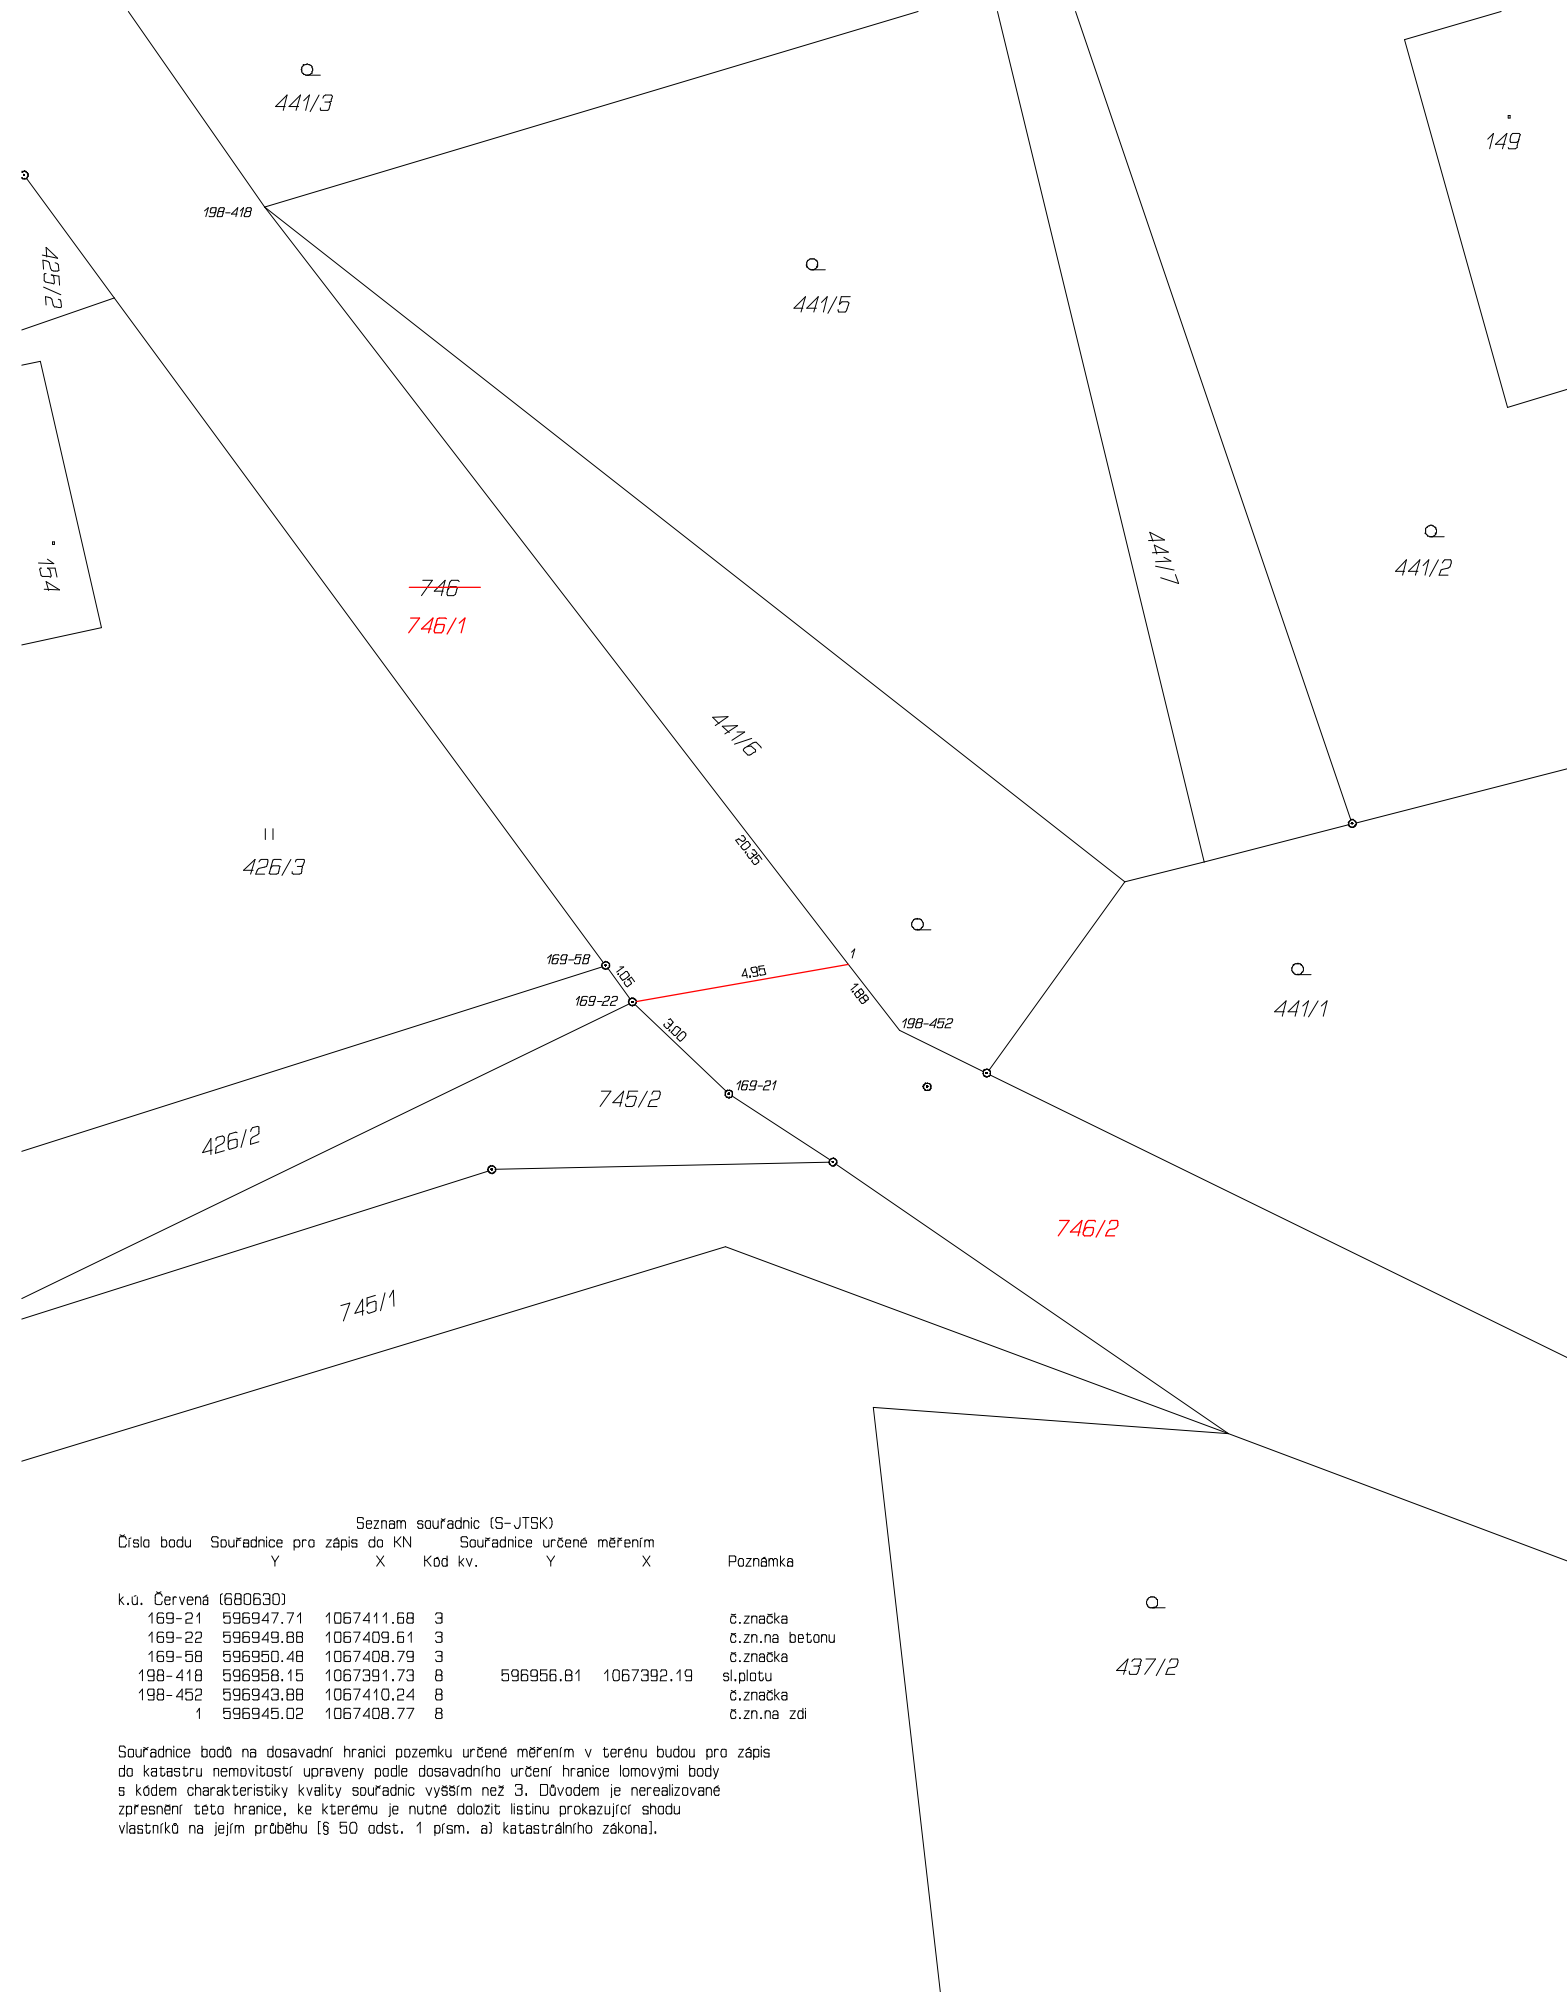 441/3
149
198-418
425/2
441/5
441/7
441/2
154
746
746/1
441/6
20.35
426/3
169-58
1.05
4.95
1
1.88
169-22
3.00
198-452
441/1
169-21
745/2
426/2
746/2
745/1
Seznam souřadnic (S-JTSK)
Číslo bodu Souřadnice pro zápis do KN Souřadnice určené měřením
Y X Kód kv. Y X Poznámka
k.ú. Červená (680630)
169-21 596947.71 1067411.68 3 č.značka
169-22 596949.88 1067409.61 3 č.zn.na betonu
169-58 596950.48 1067408.79 3 č.značka
198-418 596958.15 1067391.73 8 596956.81 1067392.19 sl.plotu
198-452 596943.88 1067410.24 8 č.značka
1 596945.02 1067408.77 8 č.zn.na zdi
437/2
Souřadnice bodů na dosavadní hranici pozemku určené měřením v terénu budou pro zápis
do katastru nemovitostí upraveny podle dosavadního určení hranice lomovými body
s kódem charakteristiky kvality souřadnic vyšším než 3. Důvodem je nerealizované
zpřesnění této hranice, ke kterému je nutné doložit listinu prokazující shodu
vlastníků na jejím průběhu [§ 50 odst. 1 písm. a) katastrálního zákona].